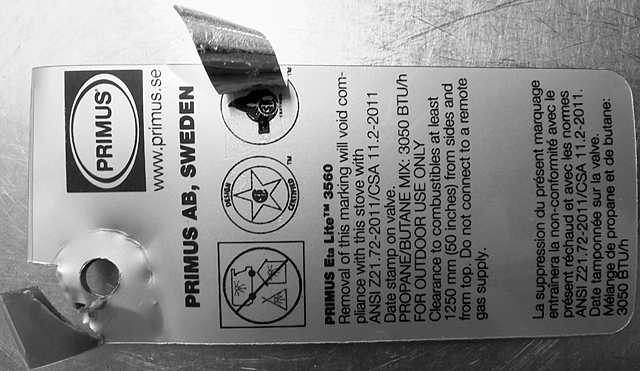 PRIMUS®
www.primus.se
PRIMUS AB, SWEDEN
DESIGN
CERTIFIED
™
™
PRIMUS Eta Lite™ 3560
Removal of this marking will void com-
pliance with this stove with
ANSI Z21.72-2011/CSA 11.2-2011
Date stamp on valve.
PROPANE/BUTANE MIX: 3050 BTU/h
FOR OUTDOOR USE ONLY
Clearance to combustibles at least
1250 mm (50 inches) from sides and
from top. Do not connect to a remote
gas supply.
La suppression du présent marquage
entraînera la non-conformité avec le
présent réchaud et avec les normes
ANSI Z21.72-2011/CSA 11.2-2011.
Date tamponnée sur la valve.
Mélange de propane et de butane:
3050 BTU/h